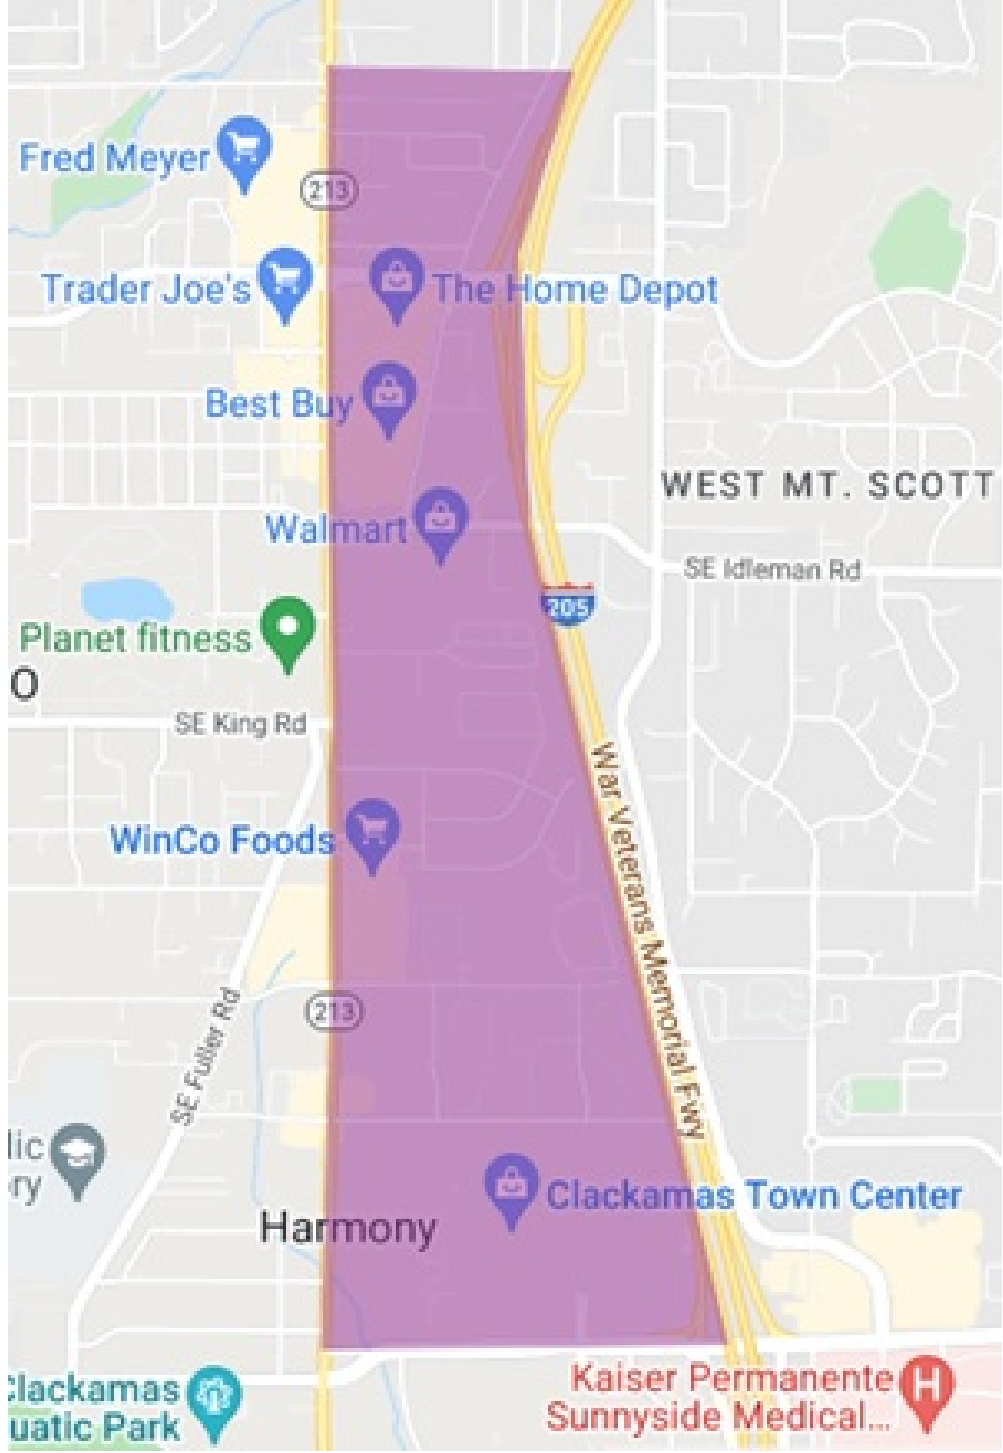 Fred Meyer
213
Trader Joe's
The Home Depot
Best Buy
WEST MT. SCOTT
Walmart
SE Idleman Rd
205
Planet fitness
O
SE King Rd
War Veterans Memorial Fwy
WinCo Foods
213
SE Fuller Rd
lic
ry
Clackamas Town Center
Harmony
Clackamas
uatic Park
Kaiser Permanente
Sunnyside Medical...
H